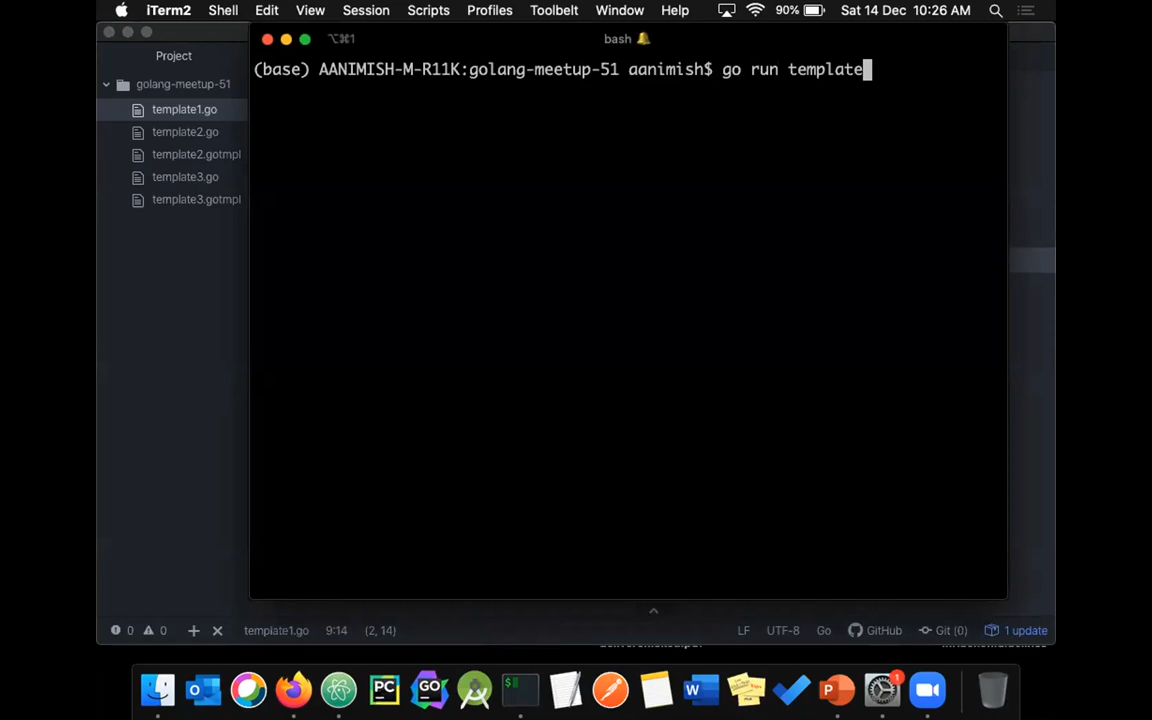 iTerm2 Shell Edit View Session Scripts Profiles Toolbelt Window Help 90% Sat 14 Dec 10:26 AM
⌥⌘1 bash
Project
golang-meetup-51
template1.go
template2.go
template2.gotmpl
template3.go
template3.gotmpl
(base) AANIMISH-M-R11K:golang-meetup-51 aanimish$ go run template
0 0 + template1.go 9:14 (2, 14) LF UTF-8 Go GitHub Git (0) 1 update
PC GO $ W P 1